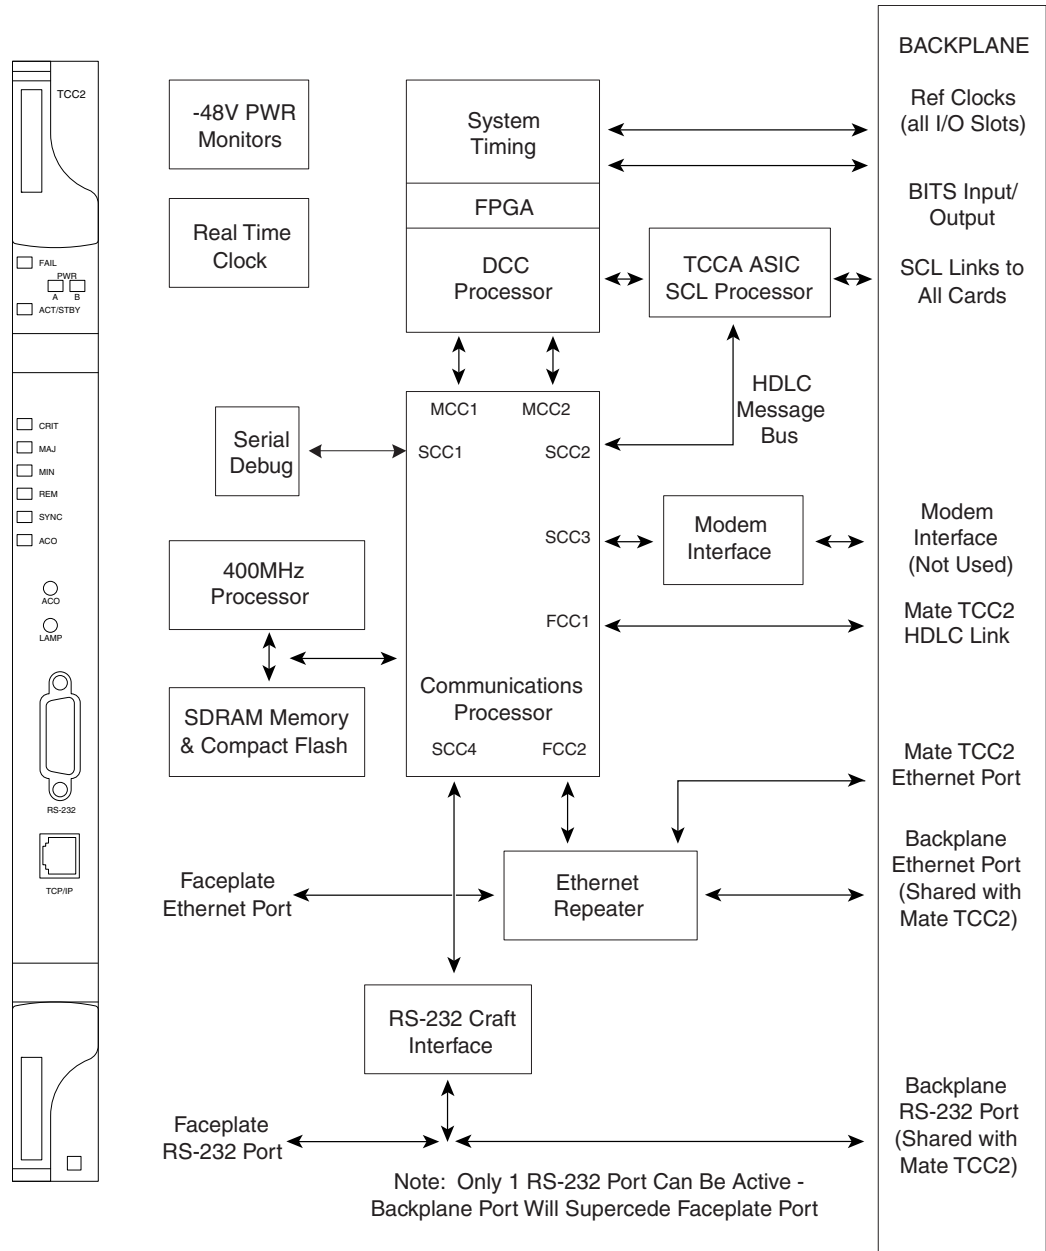 TCC2
FAIL
PWR
A B
ACT/STBY
CRIT
MAJ
MIN
REM
SYNC
ACO
ACO
LAMP
RS-232
TCP/IP
-48V PWR
Monitors
Real Time
Clock
System
Timing
FPGA
DCC
Processor
TCCA ASIC
SCL Processor
HDLC
Message
Bus
MCC1
MCC2
SCC1
SCC2
SCC3
FCC1
Communications
Processor
SCC4
FCC2
Serial
Debug
400MHz
Processor
SDRAM Memory
& Compact Flash
Modem
Interface
Faceplate
Ethernet Port
Ethernet
Repeater
RS-232 Craft
Interface
Faceplate
RS-232 Port
Note: Only 1 RS-232 Port Can Be Active -
Backplane Port Will Supercede Faceplate Port
BACKPLANE
Ref Clocks
(all I/O Slots)
BITS Input/
Output
SCL Links to
All Cards
Modem
Interface
(Not Used)
Mate TCC2
HDLC Link
Mate TCC2
Ethernet Port
Backplane
Ethernet Port
(Shared with
Mate TCC2)
Backplane
RS-232 Port
(Shared with
Mate TCC2)